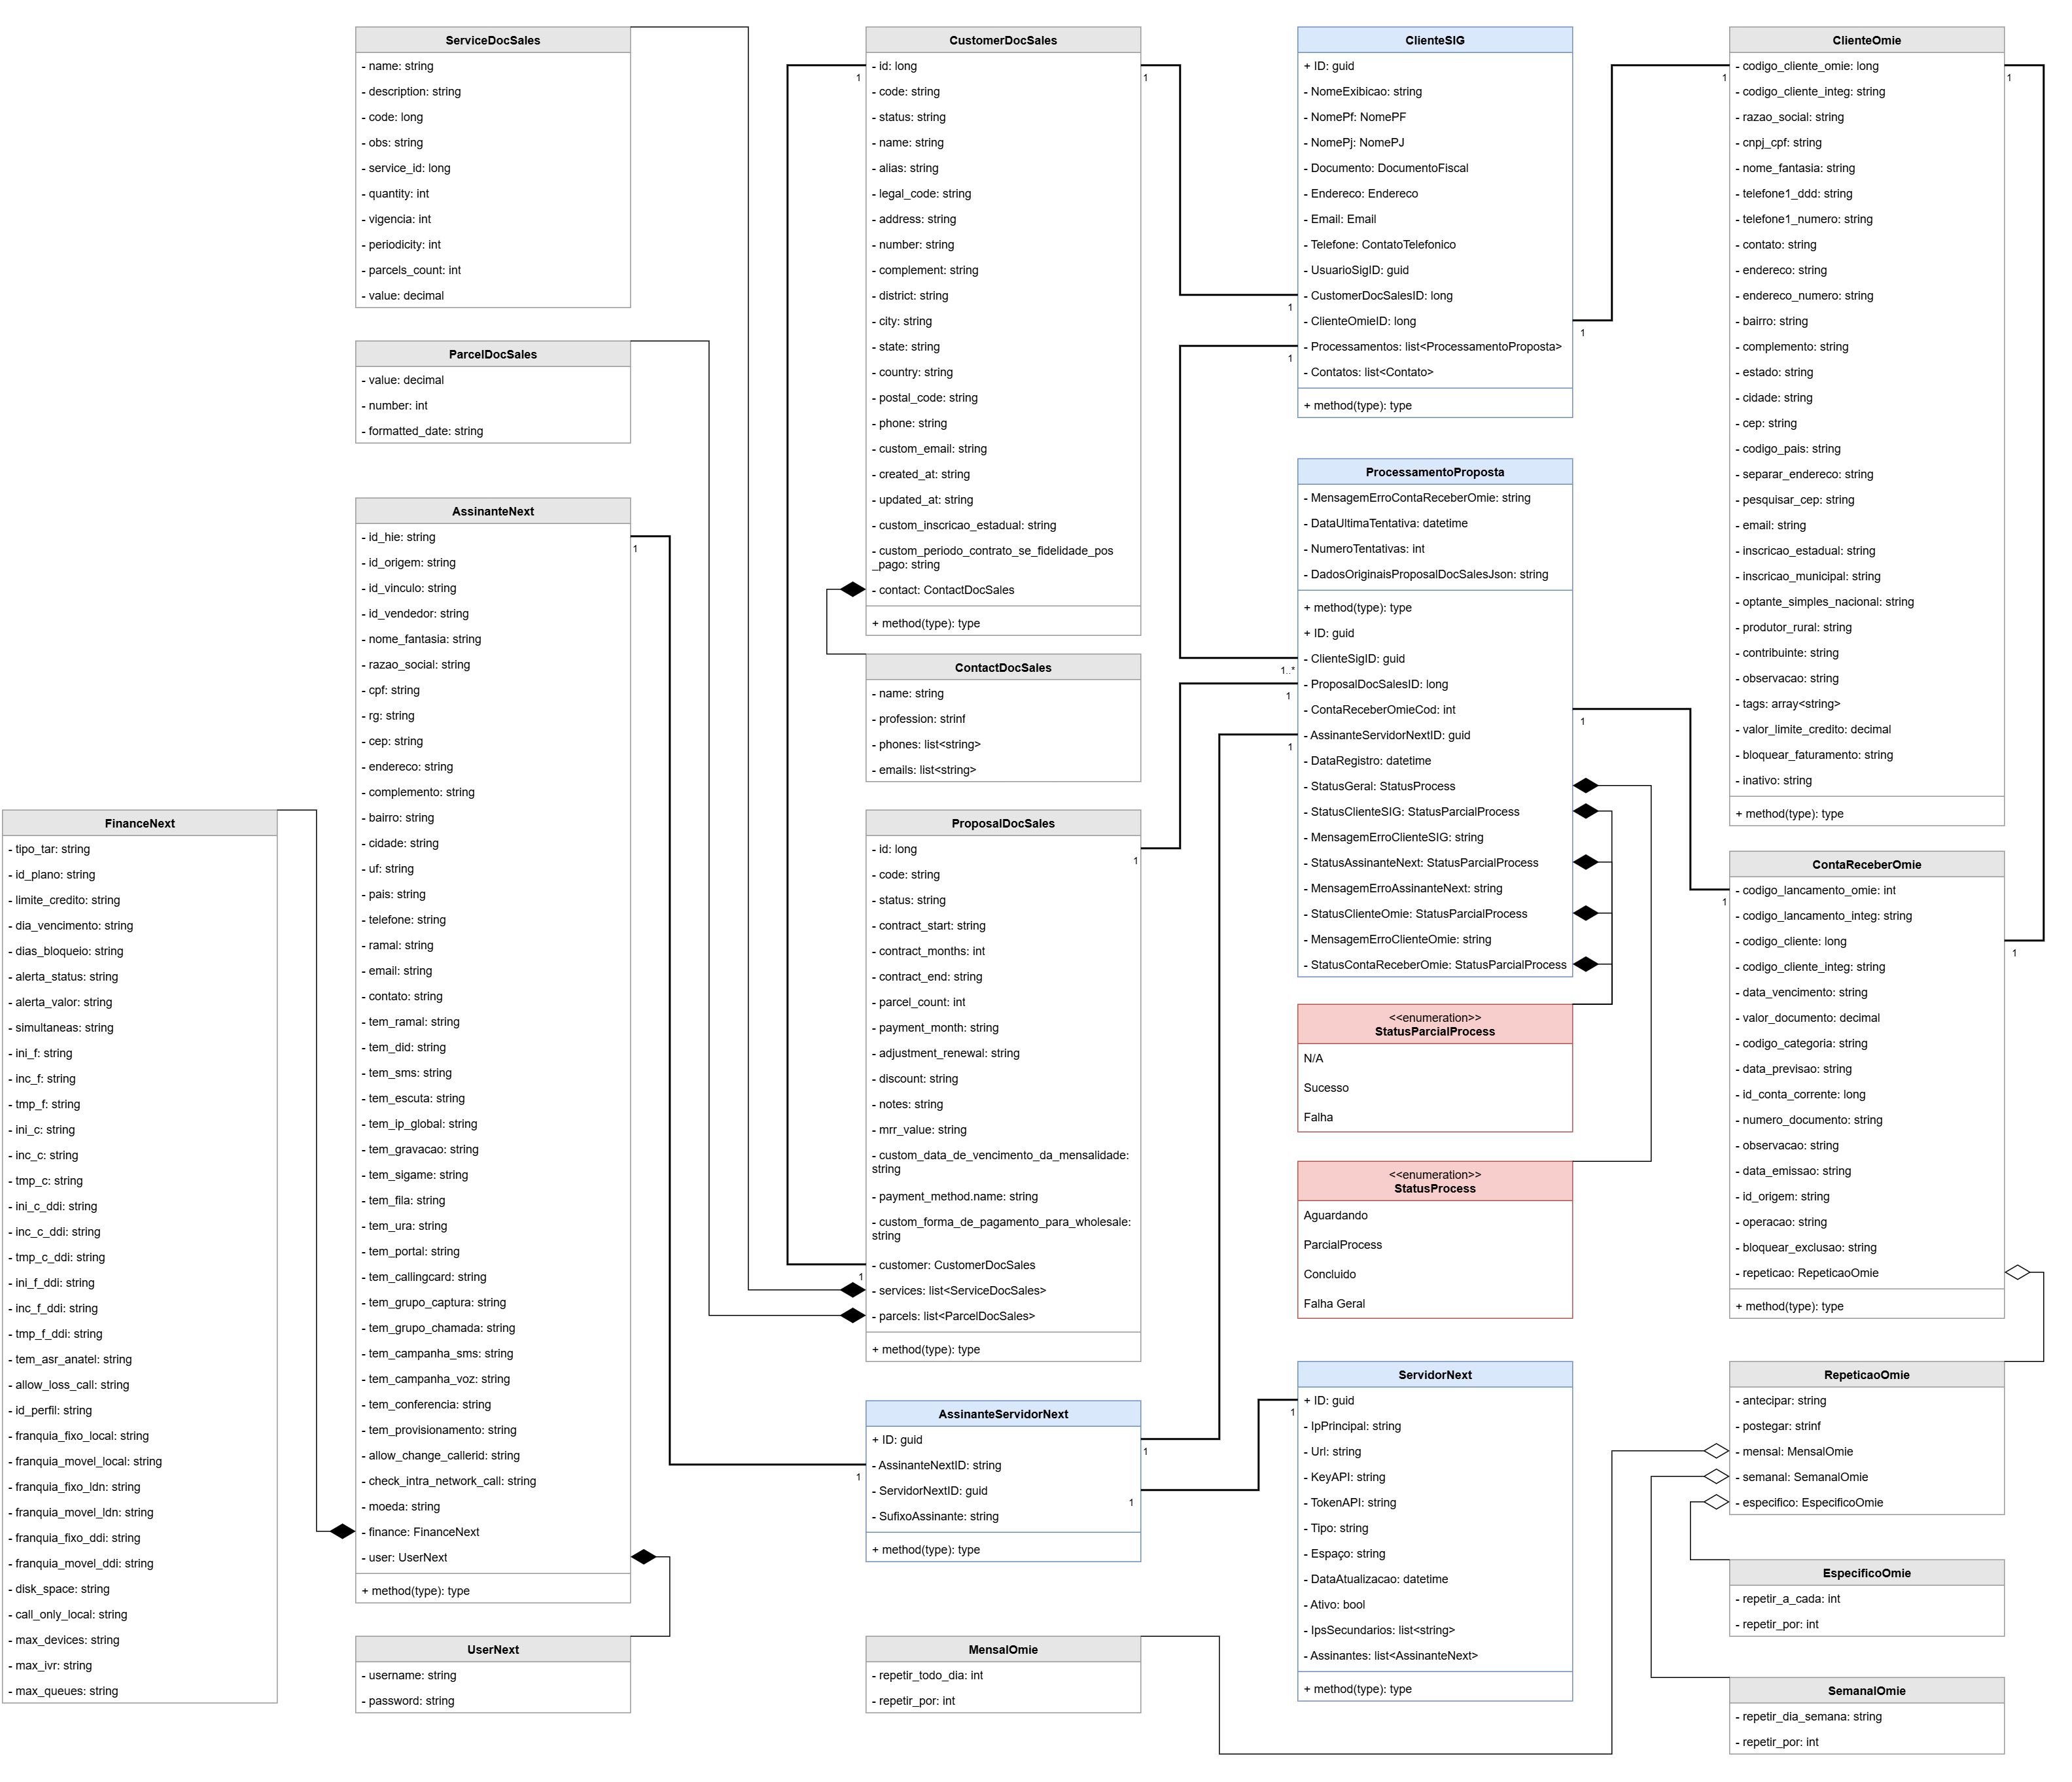 ServiceDocSales
- name: string
- description: string
- code: long
- obs: string
- service_id: long
- quantity: int
- vigencia: int
- periodicity: int
- parcels_count: int
- value: decimal
ParcelDocSales
- value: decimal
- number: int
- formatted_date: string
AssinanteNext
- id_hie: string
- id_origem: string
- id_vinculo: string
- id_vendedor: string
- nome_fantasia: string
- razao_social: string
- cpf: string
- rg: string
- cep: string
- endereco: string
- complemento: string
- bairro: string
- cidade: string
- uf: string
- pais: string
- telefone: string
- ramal: string
- email: string
- contato: string
- tem_ramal: string
- tem_did: string
- tem_sms: string
- tem_escuta: string
- tem_ip_global: string
- tem_gravacao: string
- tem_sigame: string
- tem_fila: string
- tem_ura: string
- tem_portal: string
- tem_callingcard: string
- tem_grupo_captura: string
- tem_grupo_chamada: string
- tem_campanha_sms: string
- tem_campanha_voz: string
- tem_conferencia: string
- tem_provisionamento: string
- allow_change_callerid: string
- check_intra_network_call: string
- moeda: string
- finance: FinanceNext
- user: UserNext
+ method(type): type
1
FinanceNext
- tipo_tar: string
- id_plano: string
- limite_credito: string
- dia_vencimento: string
- dias_bloqueio: string
- alerta_status: string
- alerta_valor: string
- simultaneas: string
- ini_f: string
- inc_f: string
- tmp_f: string
- ini_c: string
- inc_c: string
- tmp_c: string
- ini_c_ddi: string
- inc_c_ddi: string
- tmp_c_ddi: string
- ini_f_ddi: string
- inc_f_ddi: string
- tmp_f_ddi: string
- tem_asr_anatel: string
- allow_loss_call: string
- id_perfil: string
- franquia_fixo_local: string
- franquia_movel_local: string
- franquia_fixo_ldn: string
- franquia_movel_ldn: string
- franquia_fixo_ddi: string
- franquia_movel_ddi: string
- disk_space: string
- call_only_local: string
- max_devices: string
- max_ivr: string
- max_queues: string
UserNext
- username: string
- password: string
CustomerDocSales
- id: long
- code: string
- status: string
- name: string
- alias: string
- legal_code: string
- address: string
- number: string
- complement: string
- district: string
- city: string
- state: string
- country: string
- postal_code: string
- phone: string
- custom_email: string
- created_at: string
- updated_at: string
- custom_inscricao_estadual: string
- custom_periodo_contrato_se_fidelidade_pos
_pago: string
- contact: ContactDocSales
+ method(type): type
1
1
ContactDocSales
- name: string
- profession: strinf
- phones: list<string>
- emails: list<string>
ProposalDocSales
- id: long
- code: string
- status: string
- contract_start: string
- contract_months: int
- contract_end: string
- parcel_count: int
- payment_month: string
- adjustment_renewal: string
- discount: string
- notes: string
- mrr_value: string
- custom_data_de_vencimento_da_mensalidade:
string
- payment_method.name: string
- custom_forma_de_pagamento_para_wholesale:
string
- customer: CustomerDocSales
- services: list<ServiceDocSales>
- parcels: list<ParcelDocSales>
+ method(type): type
1
1
AssinanteServidorNext
+ ID: guid
- AssinanteNextID: string
- ServidorNextID: guid
- SufixoAssinante: string
+ method(type): type
1
1
1
MensalOmie
- repetir_todo_dia: int
- repetir_por: int
ClienteSIG
+ ID: guid
- NomeExibicao: string
- NomePf: NomePF
- NomePj: NomePJ
- Documento: DocumentoFiscal
- Endereco: Endereco
- Email: Email
- Telefone: ContatoTelefonico
- UsuarioSigID: guid
- CustomerDocSalesID: long
- ClienteOmieID: long
- Processamentos: list<ProcessamentoProposta>
- Contatos: list<Contato>
+ method(type): type
1
1
1
ProcessamentoProposta
- MensagemErroContaReceberOmie: string
- DataUltimaTentativa: datetime
- NumeroTentativas: int
- DadosOriginaisProposalDocSalesJson: string
+ method(type): type
+ ID: guid
- ClienteSigID: guid
- ProposalDocSalesID: long
- ContaReceberOmieCod: int
- AssinanteServidorNextID: guid
- DataRegistro: datetime
- StatusGeral: StatusProcess
- StatusClienteSIG: StatusParcialProcess
- MensagemErroClienteSIG: string
- StatusAssinanteNext: StatusParcialProcess
- MensagemErroAssinanteNext: string
- StatusClienteOmie: StatusParcialProcess
- MensagemErroClienteOmie: string
- StatusContaReceberOmie: StatusParcialProcess
1..*
1
1
1
<<enumeration>>
StatusParcialProcess
N/A
Sucesso
Falha
<<enumeration>>
StatusProcess
Aguardando
ParcialProcess
Concluido
Falha Geral
ServidorNext
+ ID: guid
- IpPrincipal: string
- Url: string
- KeyAPI: string
- TokenAPI: string
- Tipo: string
- Espaço: string
- DataAtualizacao: datetime
- Ativo: bool
- IpsSecundarios: list<string>
- Assinantes: list<AssinanteNext>
+ method(type): type
1
ClienteOmie
- codigo_cliente_omie: long
- codigo_cliente_integ: string
- razao_social: string
- cnpj_cpf: string
- nome_fantasia: string
- telefone1_ddd: string
- telefone1_numero: string
- contato: string
- endereco: string
- endereco_numero: string
- bairro: string
- complemento: string
- estado: string
- cidade: string
- cep: string
- codigo_pais: string
- separar_endereco: string
- pesquisar_cep: string
- email: string
- inscricao_estadual: string
- inscricao_municipal: string
- optante_simples_nacional: string
- produtor_rural: string
- contribuinte: string
- observacao: string
- tags: array<string>
- valor_limite_credito: decimal
- bloquear_faturamento: string
- inativo: string
+ method(type): type
1
1
ContaReceberOmie
- codigo_lancamento_omie: int
- codigo_lancamento_integ: string
- codigo_cliente: long
- codigo_cliente_integ: string
- data_vencimento: string
- valor_documento: decimal
- codigo_categoria: string
- data_previsao: string
- id_conta_corrente: long
- numero_documento: string
- observacao: string
- data_emissao: string
- id_origem: string
- operacao: string
- bloquear_exclusao: string
- repeticao: RepeticaoOmie
+ method(type): type
1
1
RepeticaoOmie
- antecipar: string
- postegar: strinf
- mensal: MensalOmie
- semanal: SemanalOmie
- especifico: EspecificoOmie
EspecificoOmie
- repetir_a_cada: int
- repetir_por: int
SemanalOmie
- repetir_dia_semana: string
- repetir_por: int